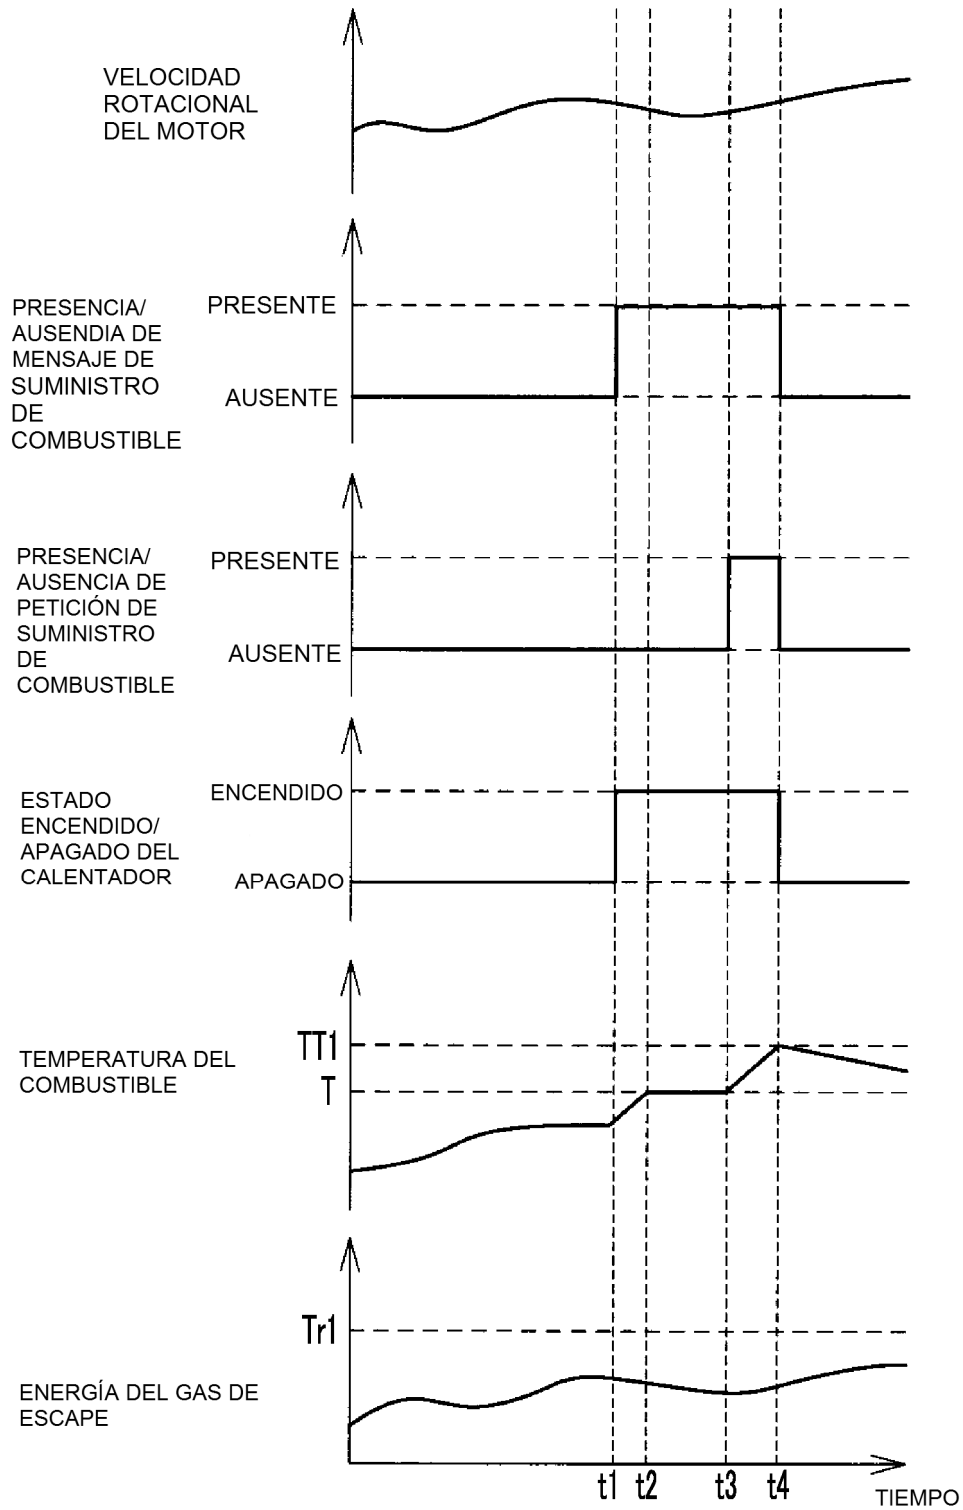 VELOCIDAD
ROTACIONAL
DEL MOTOR
PRESENCIA/
AUSENDIA DE
MENSAJE DE
SUMINISTRO
DE
COMBUSTIBLE
PRESENTE
AUSENTE
PRESENCIA/
AUSENCIA DE
PETICIÓN DE
SUMINISTRO
DE
COMBUSTIBLE
PRESENTE
AUSENTE
ESTADO
ENCENDIDO/
APAGADO DEL
CALENTADOR
ENCENDIDO
APAGADO
TEMPERATURA DEL
COMBUSTIBLE
TT1
T
ENERGÍA DEL GAS DE
ESCAPE
Tr1
t1 t2 t3 t4
TIEMPO